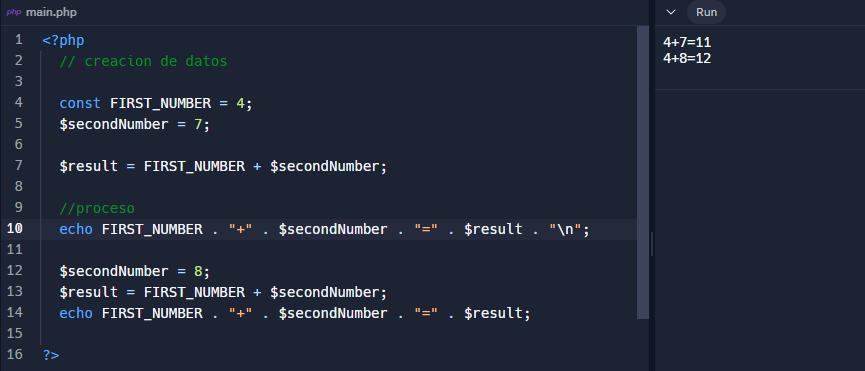 php main.php
1 <?php
2 // creacion de datos
3
4 const FIRST_NUMBER = 4;
5 $secondNumber = 7;
6
7 $result = FIRST_NUMBER + $secondNumber;
8
9 //proceso
10 echo FIRST_NUMBER . "+" . $secondNumber . "=" . $result . "\n";
11
12 $secondNumber = 8;
13 $result = FIRST_NUMBER + $secondNumber;
14 echo FIRST_NUMBER . "+" . $secondNumber . "=" . $result;
15
16 ?>
Run
4+7=11
4+8=12